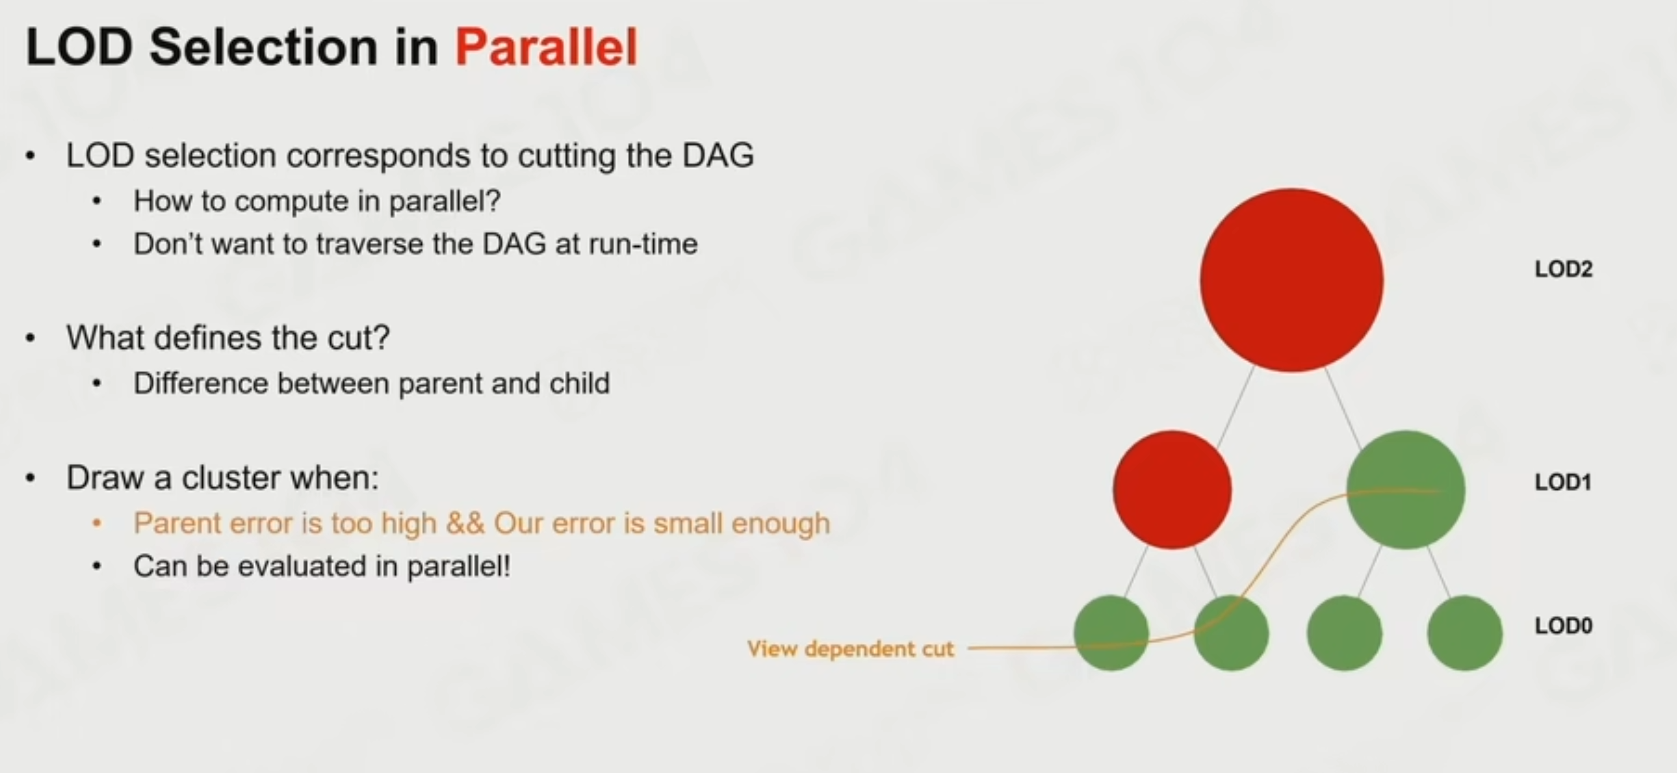 LOD Selection in Parallel
• LOD selection corresponds to cutting the DAG
• How to compute in parallel?
• Don't want to traverse the DAG at run-time
• What defines the cut?
• Difference between parent and child
• Draw a cluster when:
• Parent error is too high && Our error is small enough
• Can be evaluated in parallel!
LOD2
LOD1
LOD0
View dependent cut
GAMES104